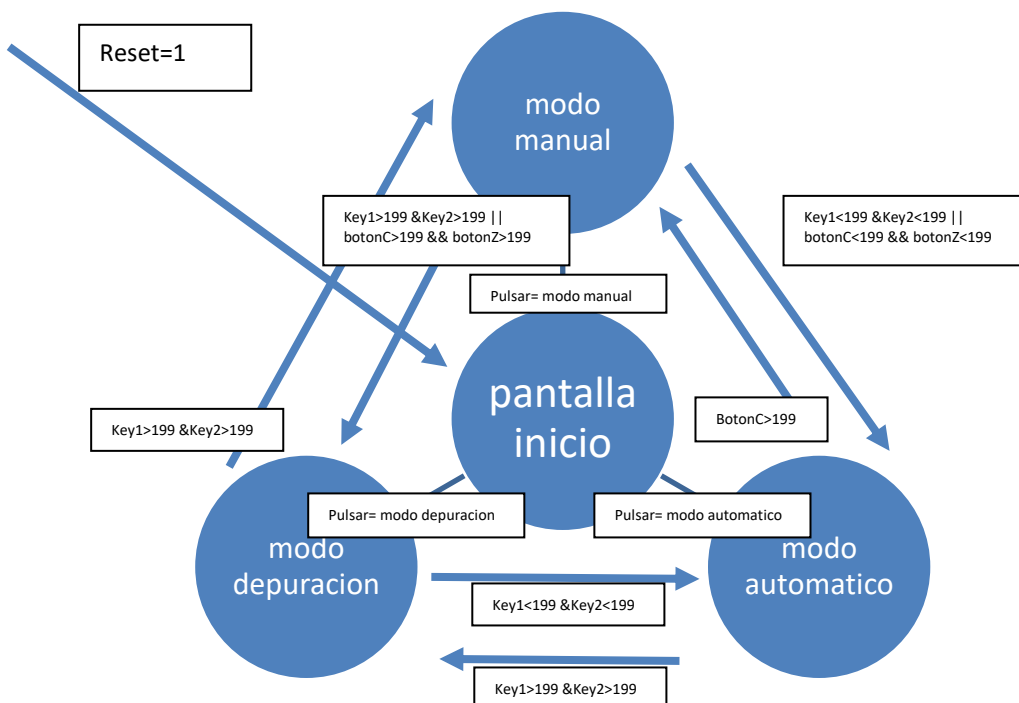 Reset=1
modo
manual
Key1>199 &Key2>199 ||
botonC>199 && botonZ>199
Key1<199 &Key2<199 ||
botonC<199 && botonZ<199
Pulsar= modo manual
pantalla
inicio
Key1>199 &Key2>199
BotonC>199
Pulsar= modo depuracion
Pulsar= modo automatico
modo
depuracion
modo
automatico
Key1<199 &Key2<199
Key1>199 &Key2>199